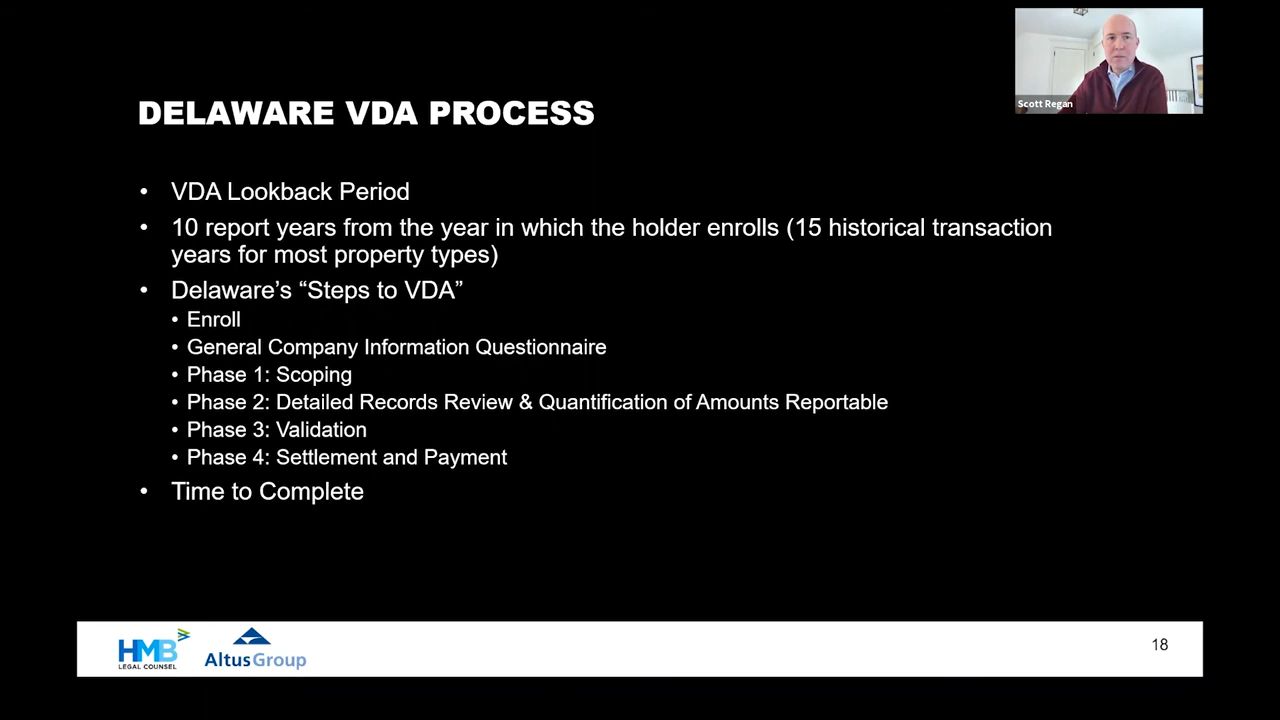 Scott Regan
DELAWARE VDA PROCESS
• VDA Lookback Period
• 10 report years from the year in which the holder enrolls (15 historical transaction
years for most property types)
• Delaware’s “Steps to VDA”
• Enroll
• General Company Information Questionnaire
• Phase 1: Scoping
• Phase 2: Detailed Records Review & Quantification of Amounts Reportable
• Phase 3: Validation
• Phase 4: Settlement and Payment
• Time to Complete
HMB
LEGAL COUNSEL
AltusGroup
18